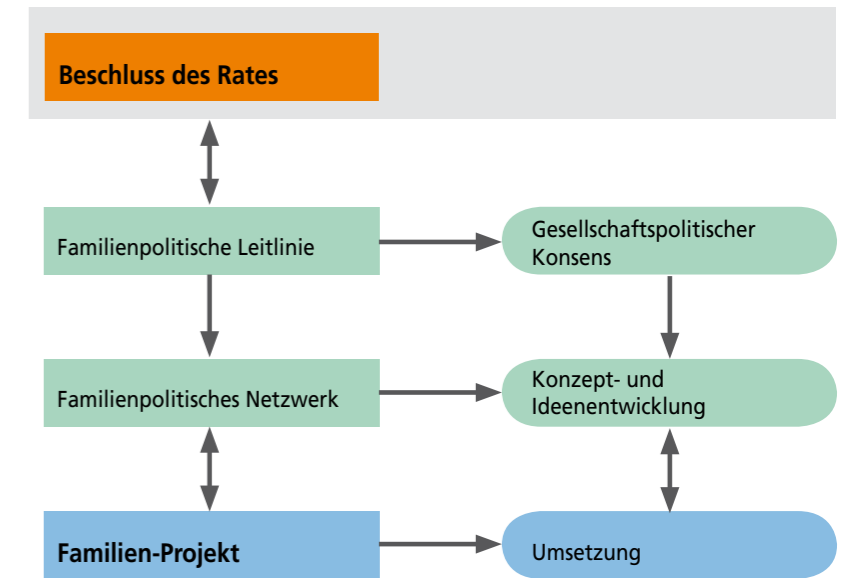 Beschluss des Rates
Familienpolitische Leitlinie
Gesellschaftspolitischer
Konsens
Familienpolitisches Netzwerk
Konzept- und
Ideenentwicklung
Familien-Projekt
Umsetzung